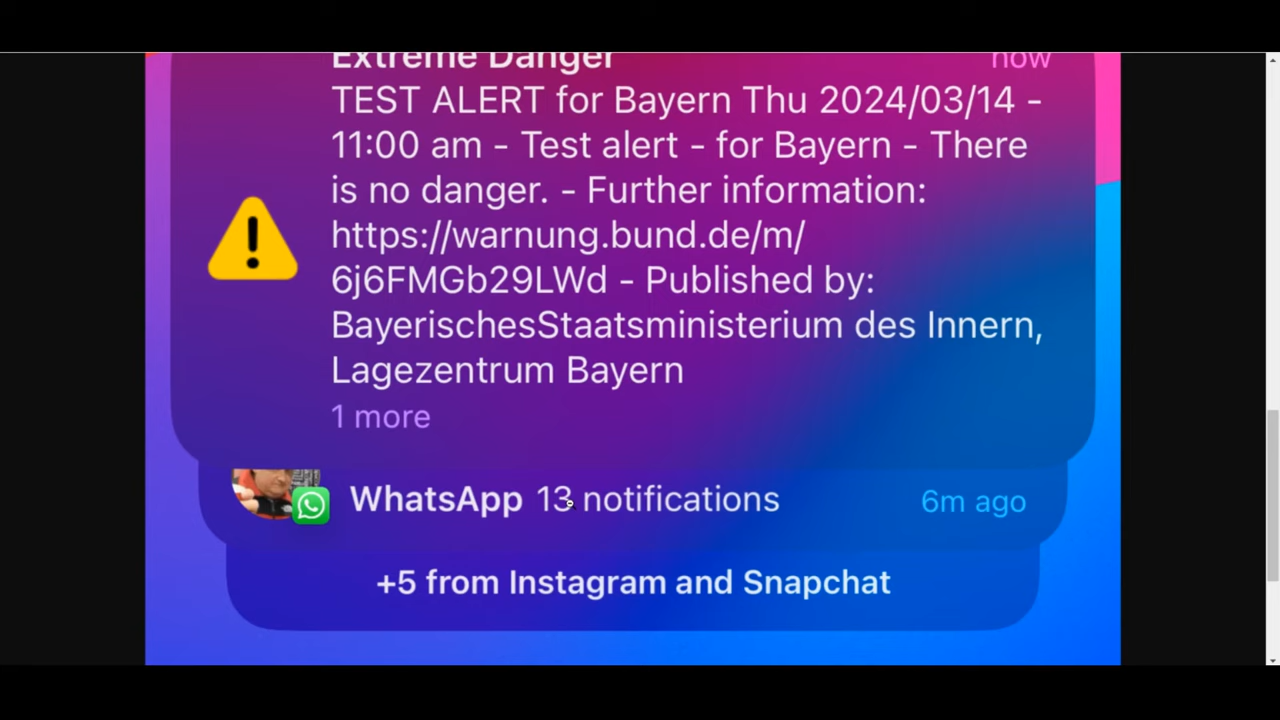 Extreme Danger now
TEST ALERT for Bayern Thu 2024/03/14 -
11:00 am - Test alert - for Bayern - There
is no danger. - Further information:
https://warnung.bund.de/m/
6j6FMGb29LWd - Published by:
BayerischesStaatsministerium des Innern,
Lagezentrum Bayern
1 more
WhatsApp 13 notifications 6m ago
+5 from Instagram and Snapchat